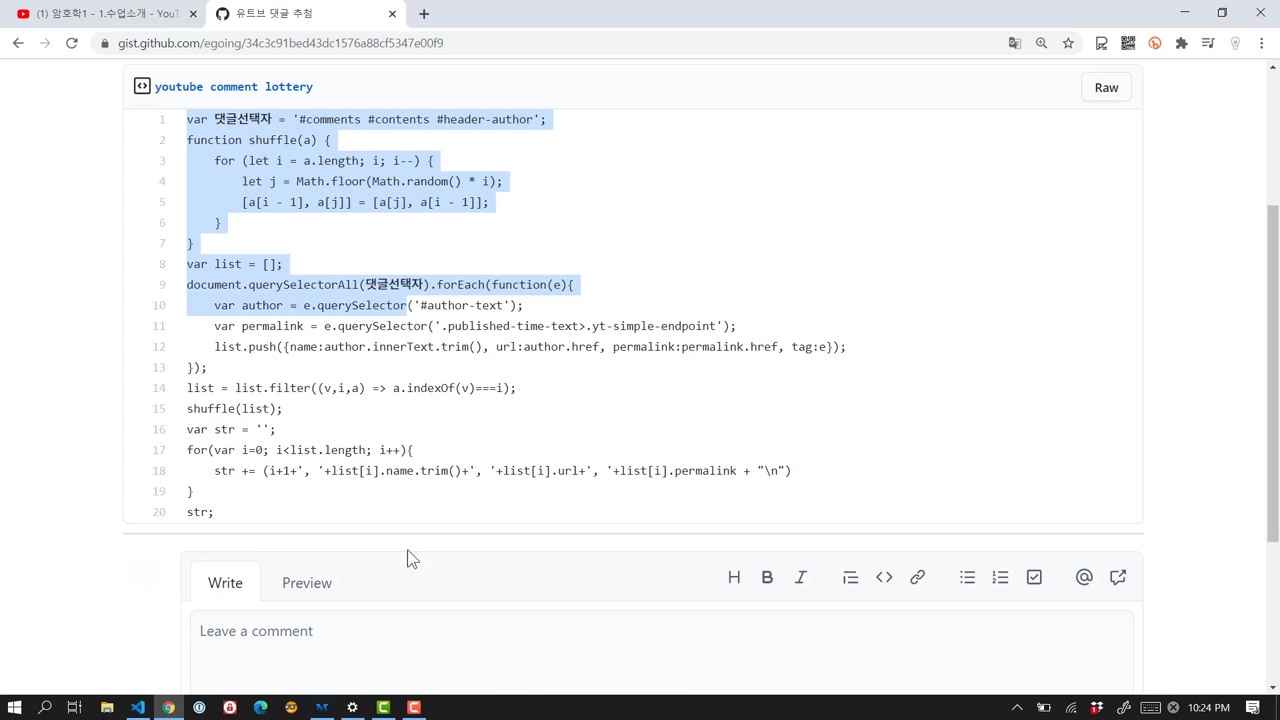 (1) 암호학1 - 1.수업소개 - YouT
유트브 댓글 추첨
gist.github.com/egoing/34c3c91bed43dc1576a88cf5347e00f9
youtube comment lottery
Raw
1 var 댓글선택자 = '#comments #contents #header-author';
2 function shuffle(a) {
3 for (let i = a.length; i; i--) {
4 let j = Math.floor(Math.random() * i);
5 [a[i - 1], a[j]] = [a[j], a[i - 1]];
6 }
7 }
8 var list = [];
9 document.querySelectorAll(댓글선택자).forEach(function(e){
10 var author = e.querySelector('#author-text');
11 var permalink = e.querySelector('.published-time-text>.yt-simple-endpoint');
12 list.push({name:author.innerText.trim(), url:author.href, permalink:permalink.href, tag:e});
13 });
14 list = list.filter((v,i,a) => a.indexOf(v)===i);
15 shuffle(list);
16 var str = '';
17 for(var i=0; i<list.length; i++){
18 str += (i+1+', '+list[i].name.trim()+', '+list[i].url+', '+list[i].permalink + "\n")
19 }
20 str;
Write Preview
Leave a comment
10:24 PM